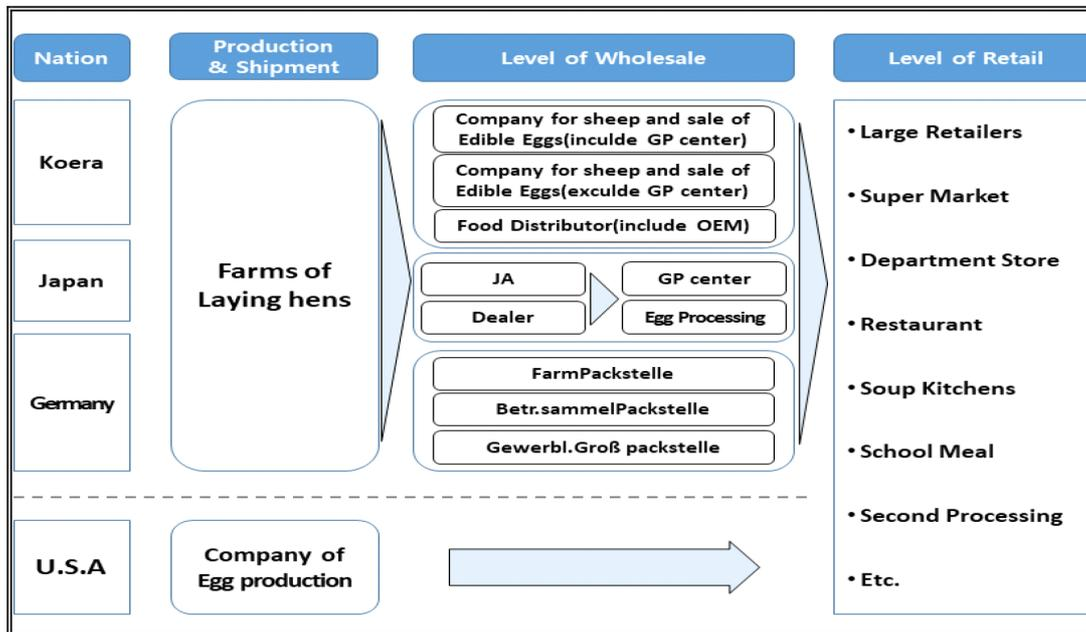 Nation
Production
& Shipment
Level of Wholesale
Level of Retail
Koera
Japan
Germany
U.S.A
Farms of
Laying hens
Company of
Egg production
Company for sheep and sale of
Edible Eggs(inculde GP center)
Company for sheep and sale of
Edible Eggs(exculde GP center)
Food Distributor(include OEM)
JA
Dealer
GP center
Egg Processing
FarmPackstelle
Betr.sammelPackstelle
Gewerbl.Groß packstelle
• Large Retailers
• Super Market
• Department Store
• Restaurant
• Soup Kitchens
• School Meal
• Second Processing
• Etc.